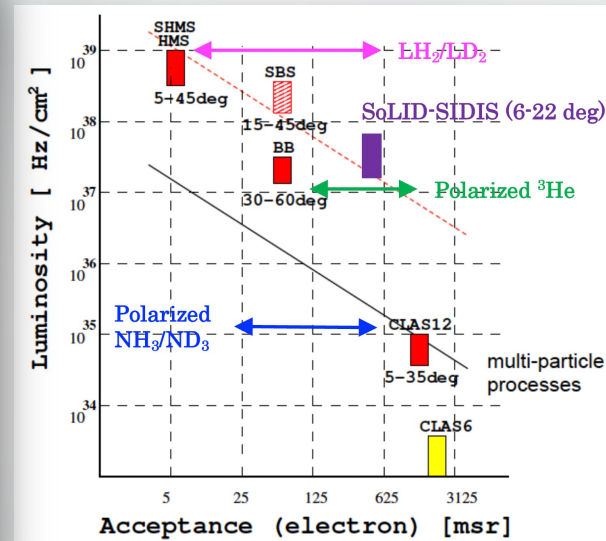 SHMS
HMS
10^39
LH₂/LD₂
SBS
5-45deg
SoLID-SIDIS (6-22 deg)
10^38
15-45deg
BB
Polarized ³He
10^37
30-60deg
10^36
Polarized
NH₃/ND₃
CLAS12
10^35
multi-particle
processes
5-35deg
10^34
CLAS6
Luminosity [ Hz/cm² ]
5 25 125 625 3125
Acceptance (electron) [msr]